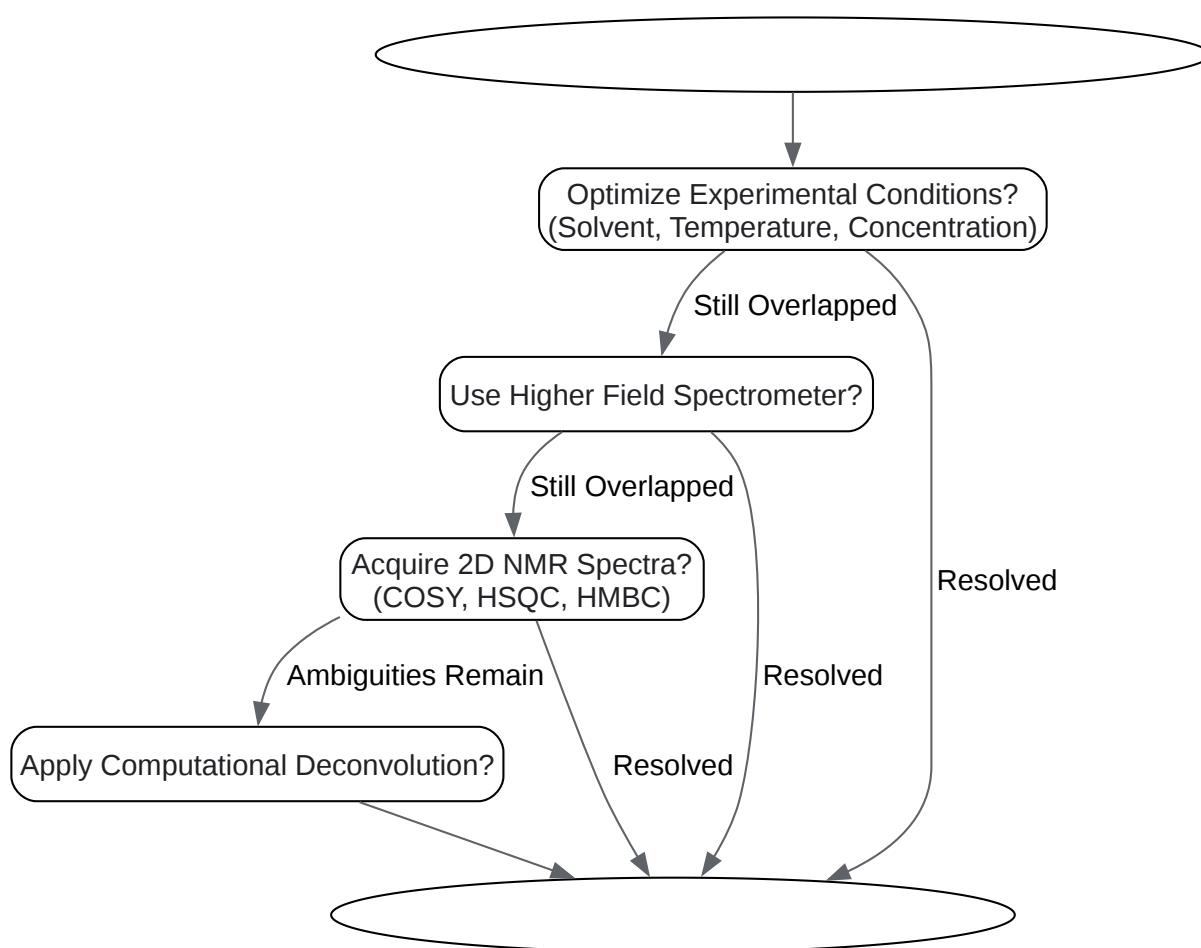 Optimize Experimental Conditions?
(Solvent, Temperature, Concentration)
Still Overlapped
Use Higher Field Spectrometer?
Still Overlapped
Acquire 2D NMR Spectra?
(COSY, HSQC, HMBC)
Resolved
Ambiguities Remain
Resolved
Apply Computational Deconvolution?
Resolved